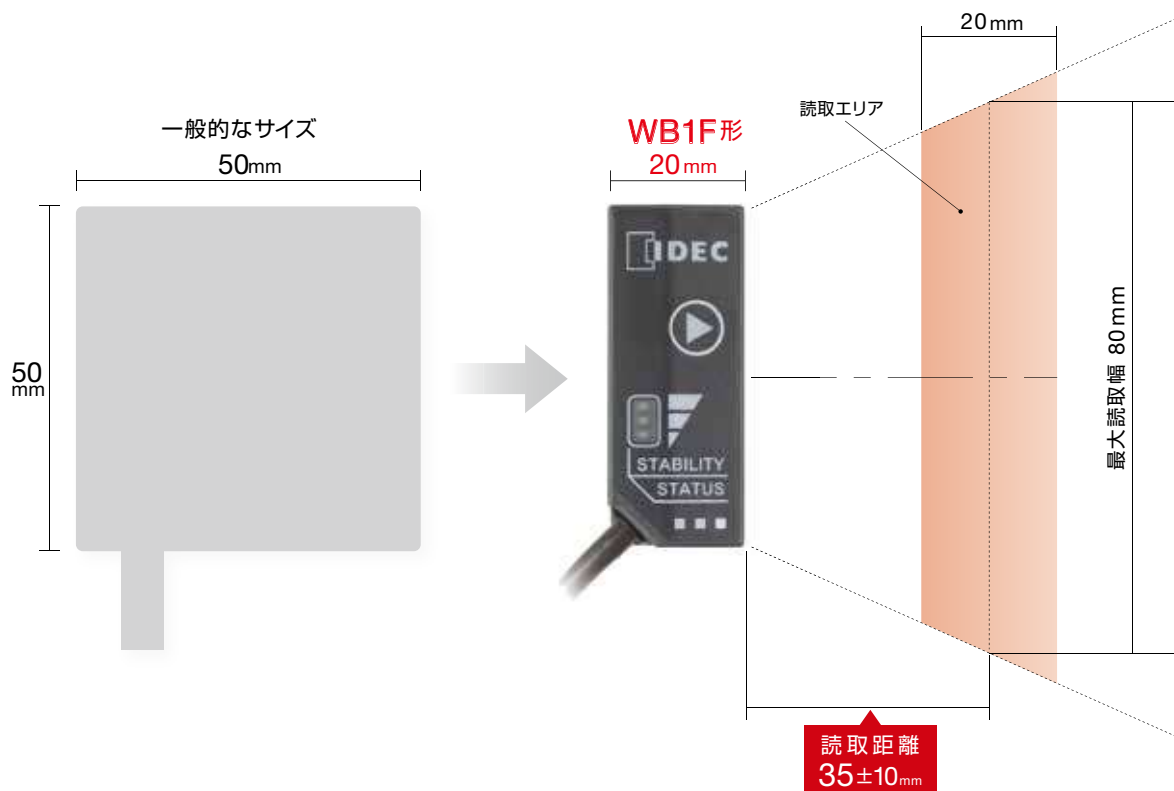 20mm
読取エリア
一般的なサイズ
50mm
WB1F形
20mm
IDEC
50
mm
最大読取幅 80mm
STABILITY
STATUS
読取距離
35±10mm